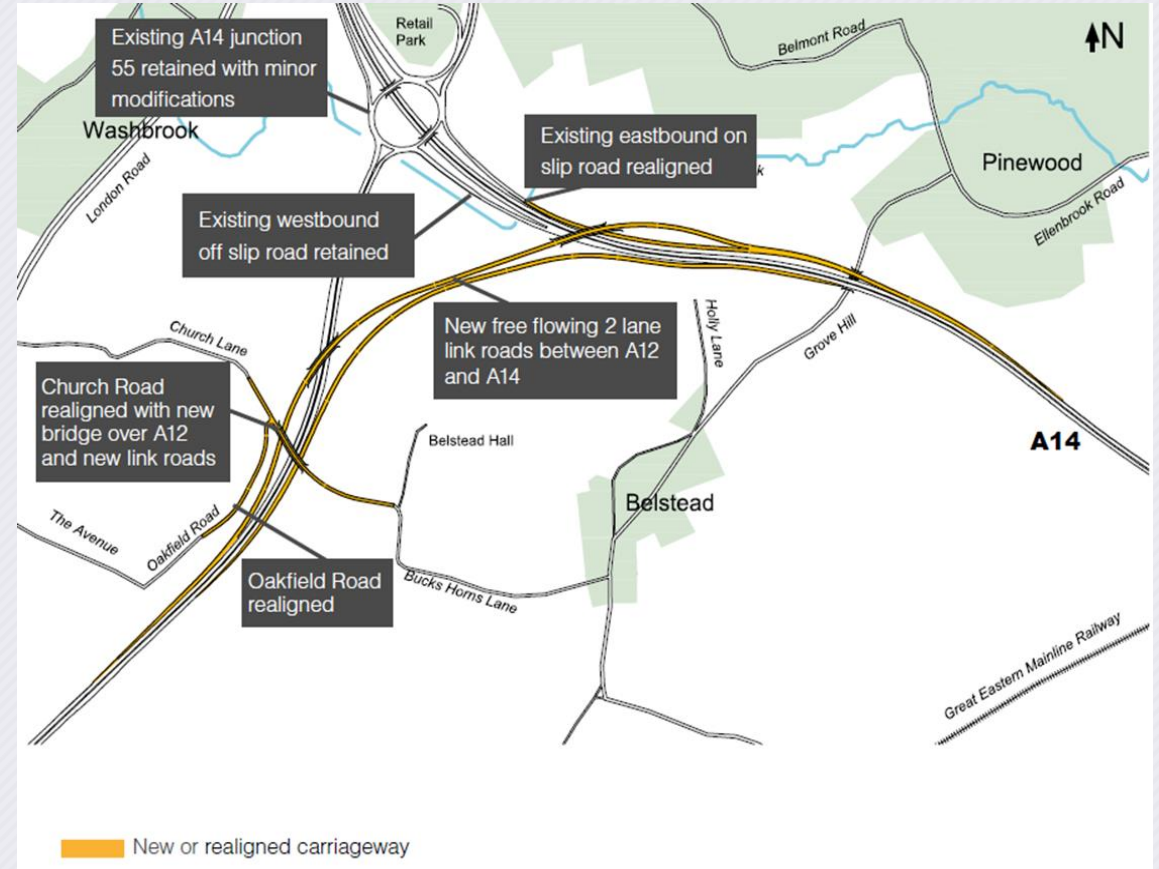 Existing A14 junction
55 retained with minor
modifications
Retail
Park
Belmont Road
N
Washbrook
London Road
Existing eastbound on
slip road realigned
k
Pinewood
Ellenbrook Road
Existing westbound
off slip road retained
Church Lane
New free flowing 2 lane
link roads between A12
and A14
Holly Lane
Grove Hill
Church Road
realigned with new
bridge over A12
and new link roads
Belstead Hall
A14
Belstead
The Avenue
Oakfield Road
Oakfield Road
realigned
Bucks Horns Lane
Great Eastern Mainline Railway
New or realigned carriageway